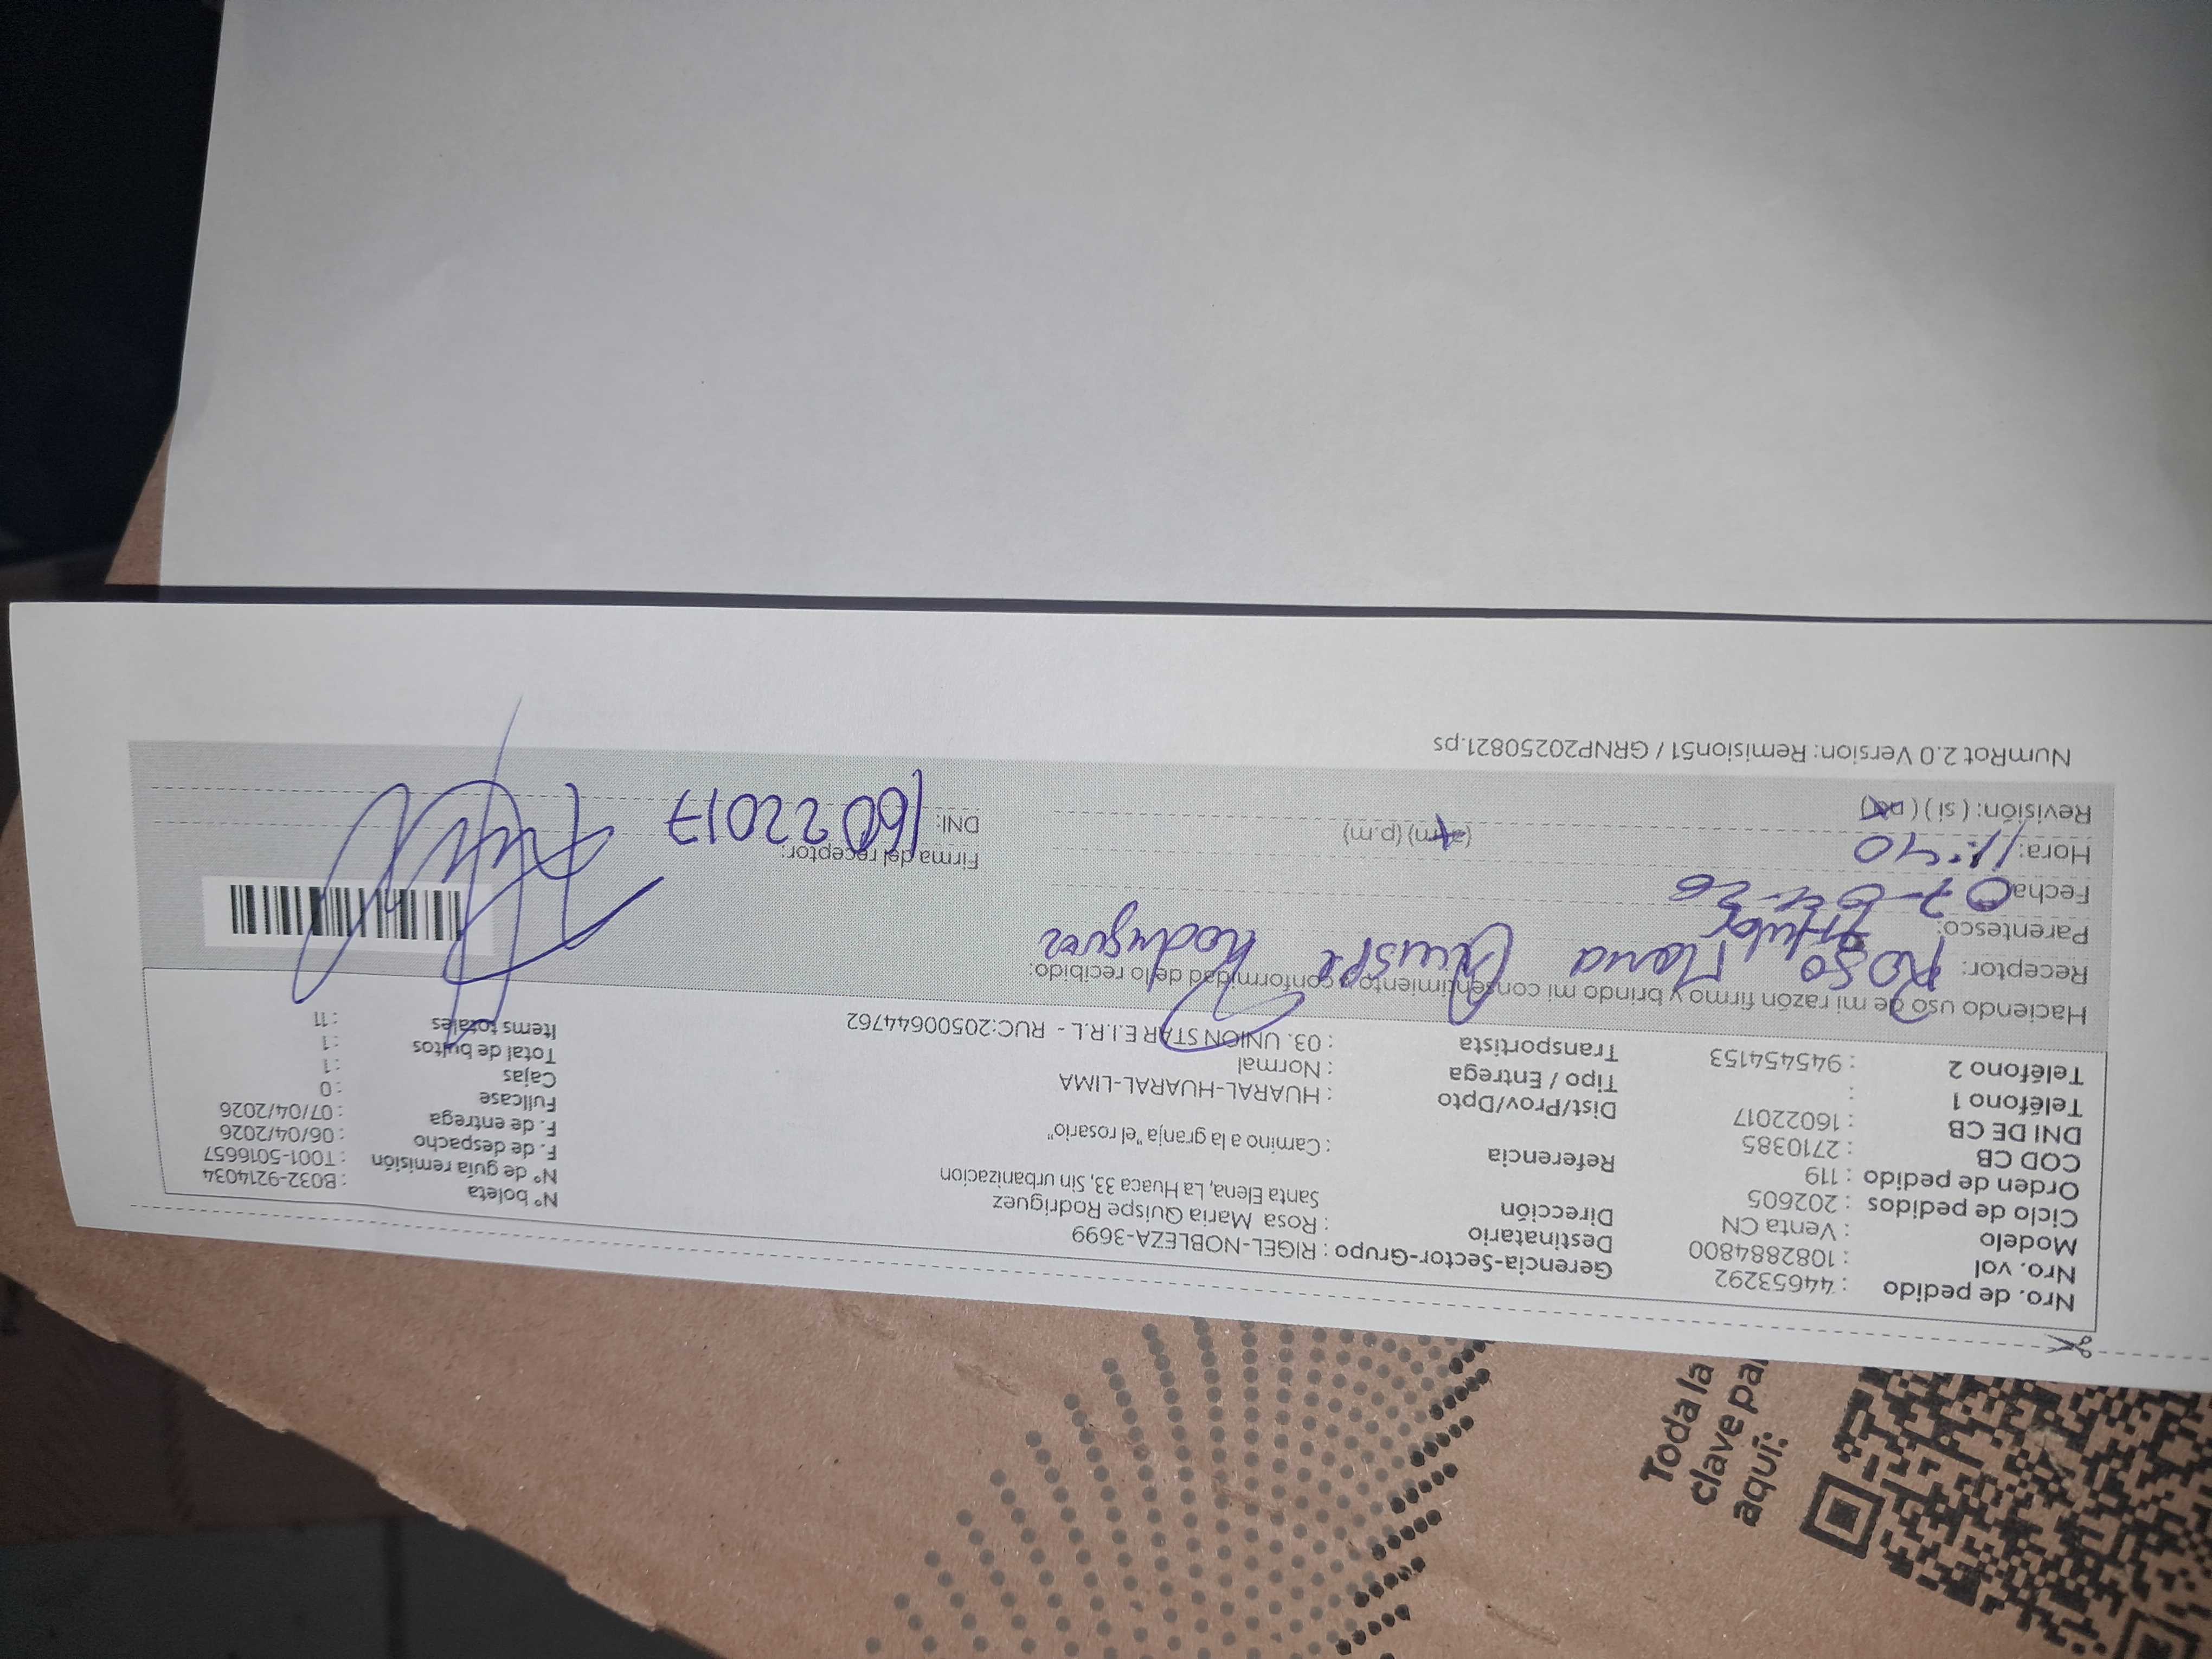 Nro. de pedido : 44653292
Nro. vol : 1082884800
Modelo : Venta CN
Ciclo de pedidos : 202605
Orden de pedido : 119
COD CB : 2710385
DNI DE CB : 16022017
Teléfono 1 :
Teléfono 2 : 945454153
Gerencia-Sector-Grupo : RIGEL-NOBLEZA-3699
Destinatario : Rosa Maria Quispe Rodriguez
Dirección Santa Elena, La Huaca 33, Sin urbanizacion
Referencia : Camino a la granja "el rosario"
Dist/Prov/Dpto : HUARAL-HUARAL-LIMA
Tipo / Entrega : Normal
Transportista : 03. UNION STAR E.I.R.L - RUC:20500644762
N° boleta : B032-9214034
N° de guía remisión : T001-5016657
F. de despacho : 06/04/2026
F. de entrega : 07/04/2026
Fullcase : 0
Cajas : 1
Total de bultos : 1
Items totales : 11
Haciendo uso de mi razón firmo y brindo mi consentimiento y conformidad de lo recibido:
Receptor: Rosa Maria Quispe Rodriguez
Parentesco: titular
Fecha: 07-04-26
Hora: 11:40 (a.m) (p.m)
Revisión: ( si ) ( no )
Firma del receptor:
DNI: 16022017
NumRot 2.0 Version: Remision51 / GRNP20250821.ps
Toda la
clave pa
aquí: